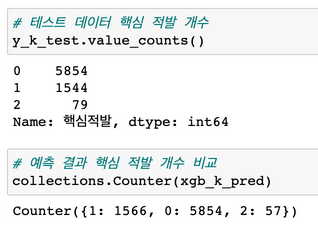 # 테스트 데이터 핵심 적발 개수
y_k_test.value_counts()
0    5854
1    1544
2      79
Name: 핵심적발, dtype: int64
# 예측 결과 핵심 적발 개수 비교
collections.Counter(xgb_k_pred)
Counter({1: 1566, 0: 5854, 2: 57})